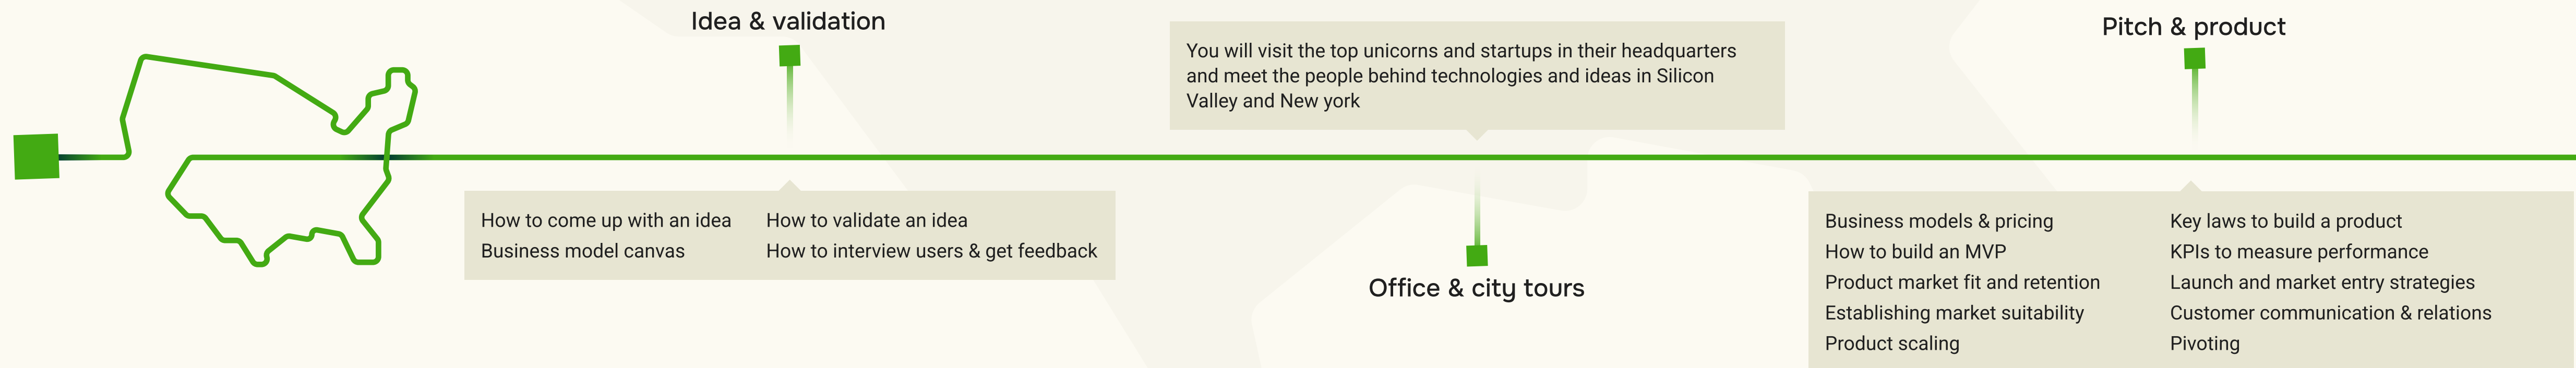 Idea & validation
How to come up with an idea
Business model canvas
How to validate an idea
How to interview users & get feedback
You will visit the top unicorns and startups in their headquarters
and meet the people behind technologies and ideas in Silicon
Valley and New york
Office & city tours
Pitch & product
Business models & pricing
How to build an MVP
Product market fit and retention
Establishing market suitability
Product scaling
Key laws to build a product
KPIs to measure performance
Launch and market entry strategies
Customer communication & relations
Pivoting